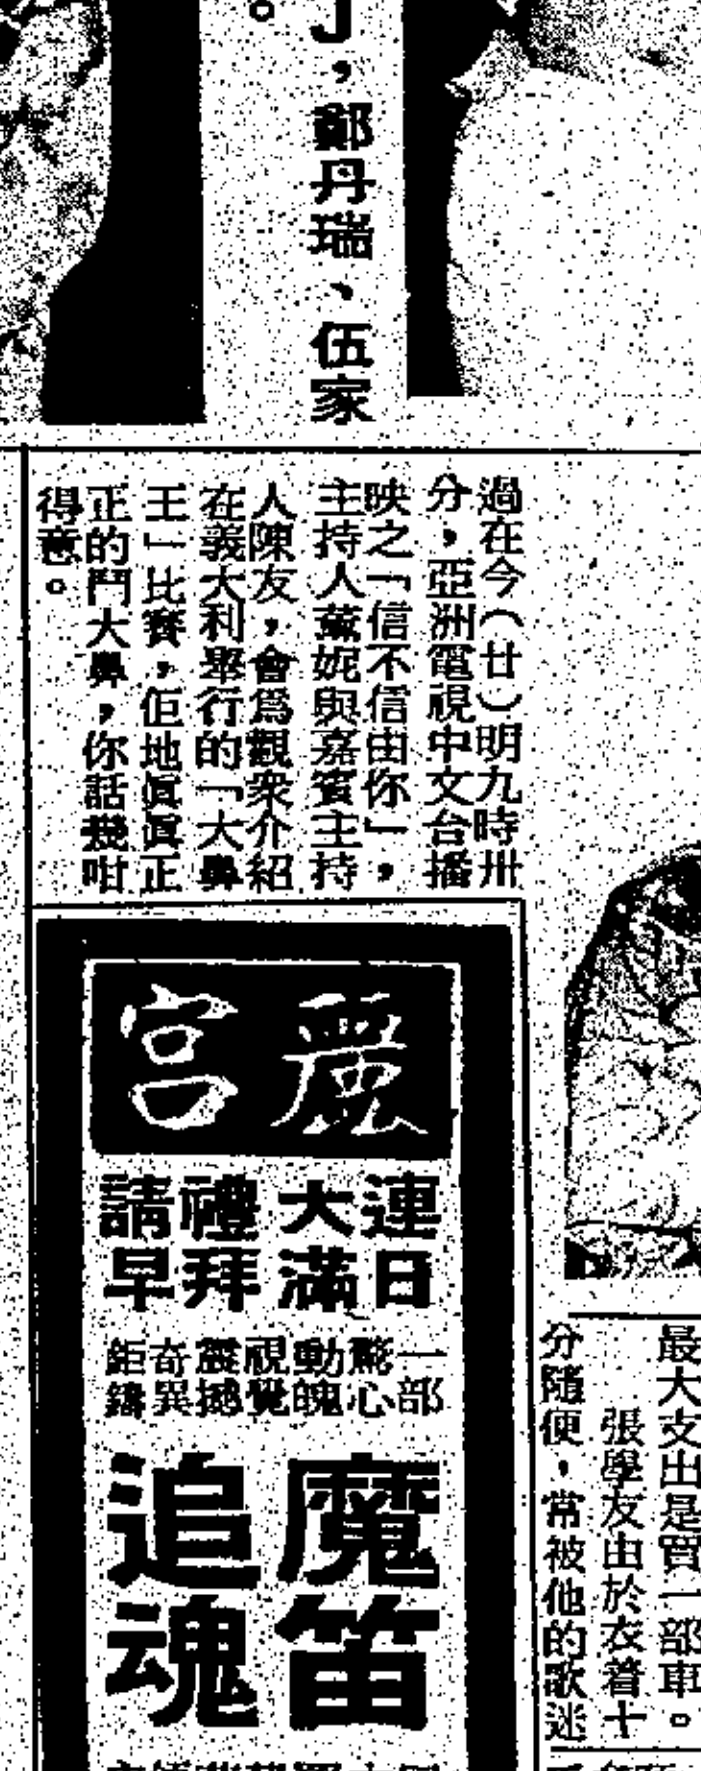 ，鄭丹瑞、伍家
過在今（廿）明九時卅
分，亞洲電視中文台播
映之「信不信由你」，
主持人薰妮與嘉賓主持
人陳友，會爲觀衆介紹
在義大利舉行的「大鼻
王」比賽，佢地眞眞正
正的鬥大鼻，你話幾咁
得意。
麗宮
連日
大滿
禮拜
請早
一部
驚心
動魄
視覺
震撼
奇異
鉅鑄
魔笛
追魂
最大支出是買一部車。
張學友由於衣着十
分隨便，常被他的歌迷